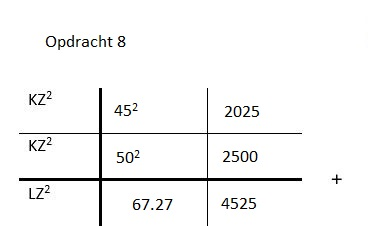 Opdracht 8
KZ² 45² 2025
KZ² 50² 2500
+
LZ² 67.27 4525